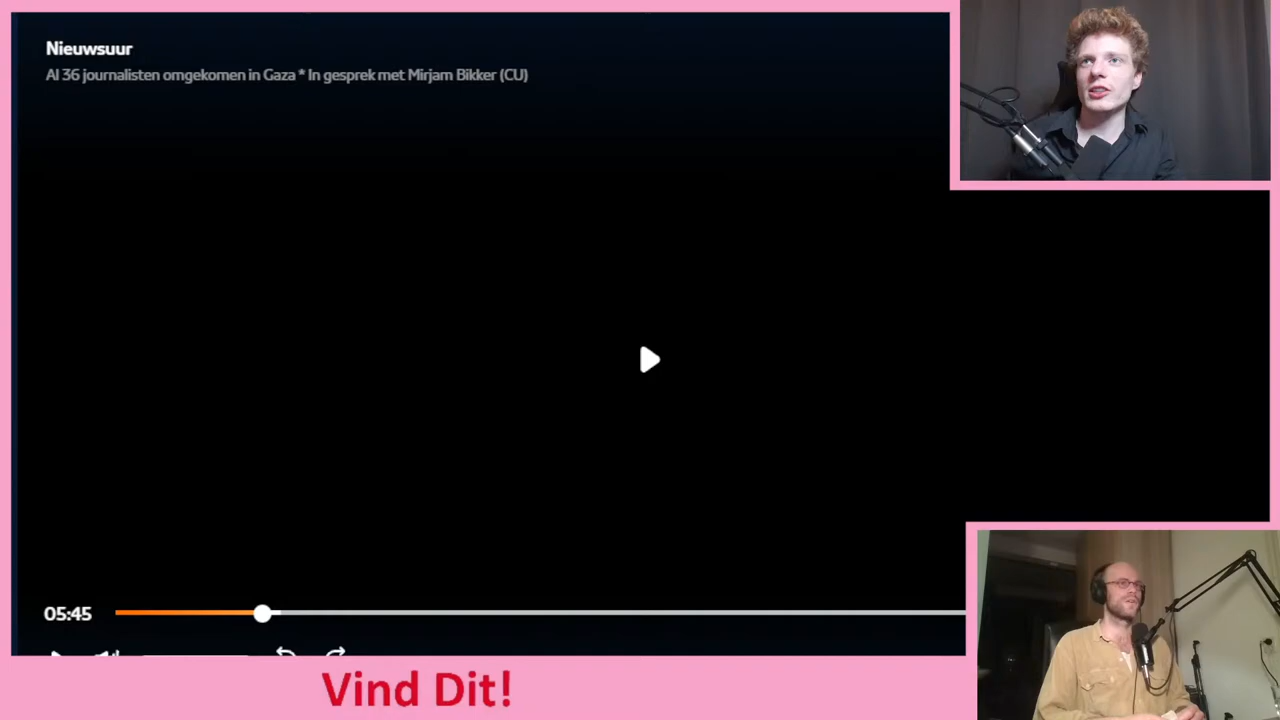 Nieuwsuur
Al 36 journalisten omgekomen in Gaza * In gesprek met Mirjam Bikker (CU)
05:45
Vind Dit!